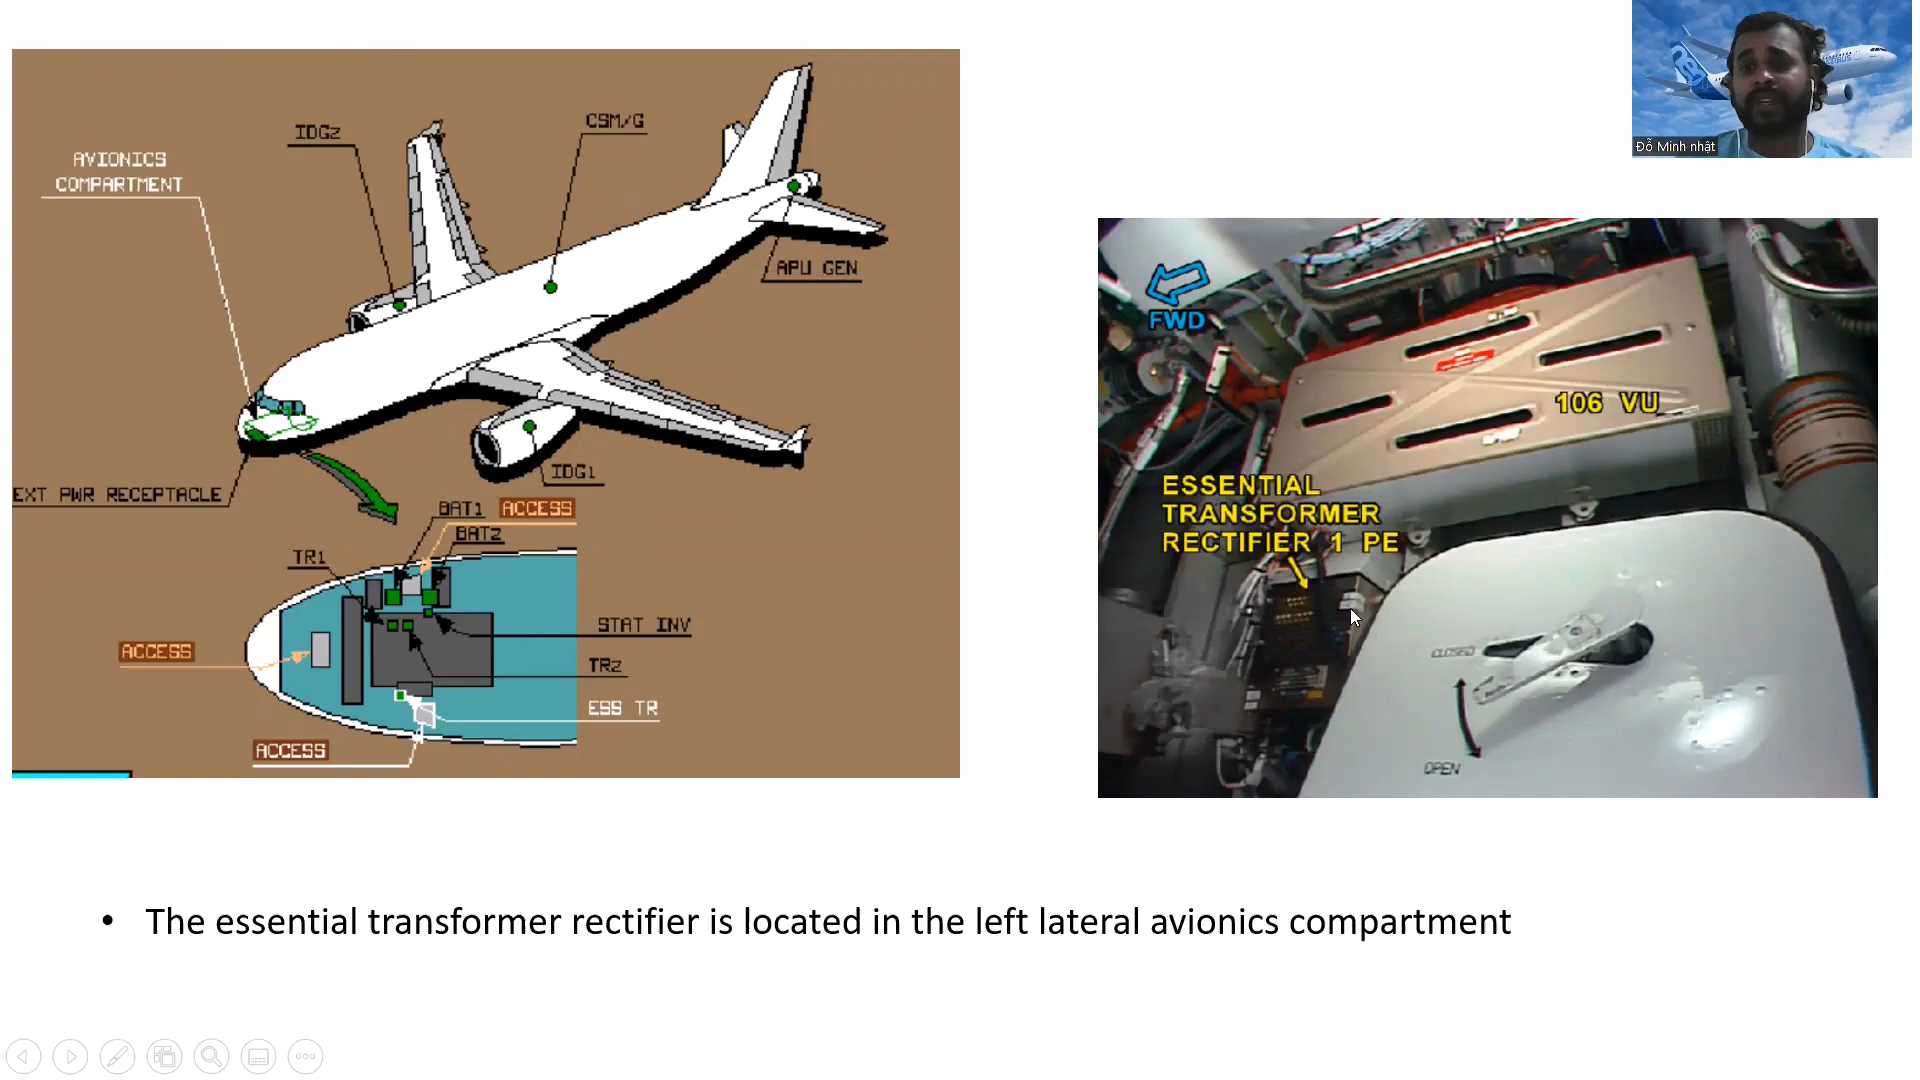 Đỗ Minh nhật
IDG2
CSM/G
AVIONICS
COMPARTMENT
APU GEN
IDG1
EXT PWR RECEPTACLE
BAT1
ACCESS
BAT2
TR1
STAT INV
ACCESS
TR2
ESS TR
ACCESS
FWD
106 VU
ESSENTIAL
TRANSFORMER
RECTIFIER 1 PE
CLOSED
OPEN
• The essential transformer rectifier is located in the left lateral avionics compartment